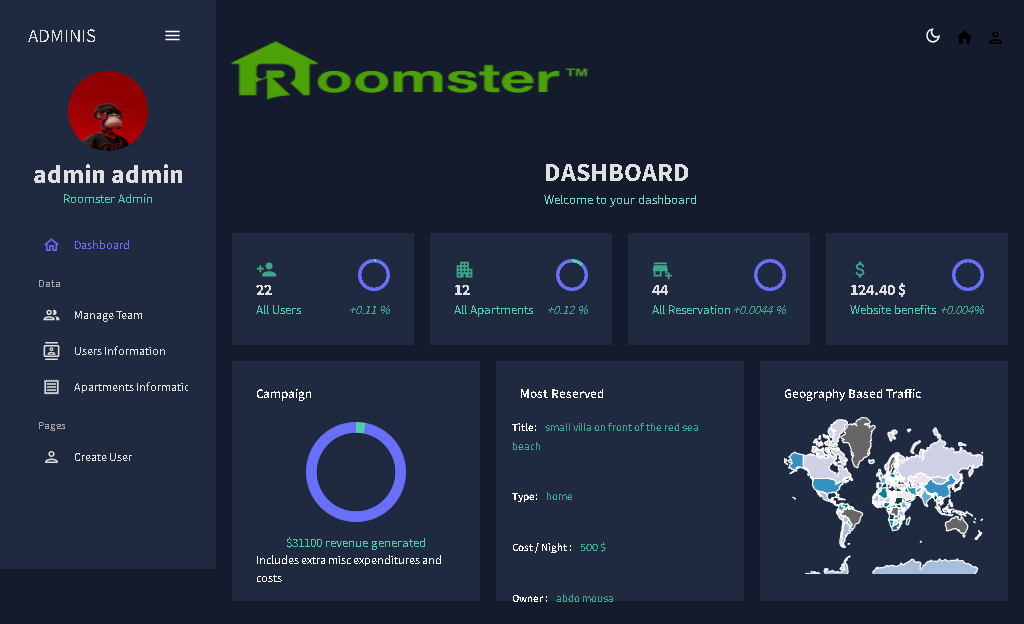 ADMINIS
admin admin
Roomster Admin
Dashboard
Data
Manage Team
Users Information
Apartments Informatic
Pages
Create User
Roomster™
DASHBOARD
Welcome to your dashboard
22
All Users +0.11 %
12
All Apartments +0.12 %
44
All Reservation +0.0044 %
124.40 $
Website benefits +0.004%
Campaign
$31100 revenue generated
Includes extra misc expenditures and
costs
Most Reserved
Title: small villa on front of the red sea
beach
Type: home
Cost / Night : 500 $
Owner : abdo mousa
Geography Based Traffic